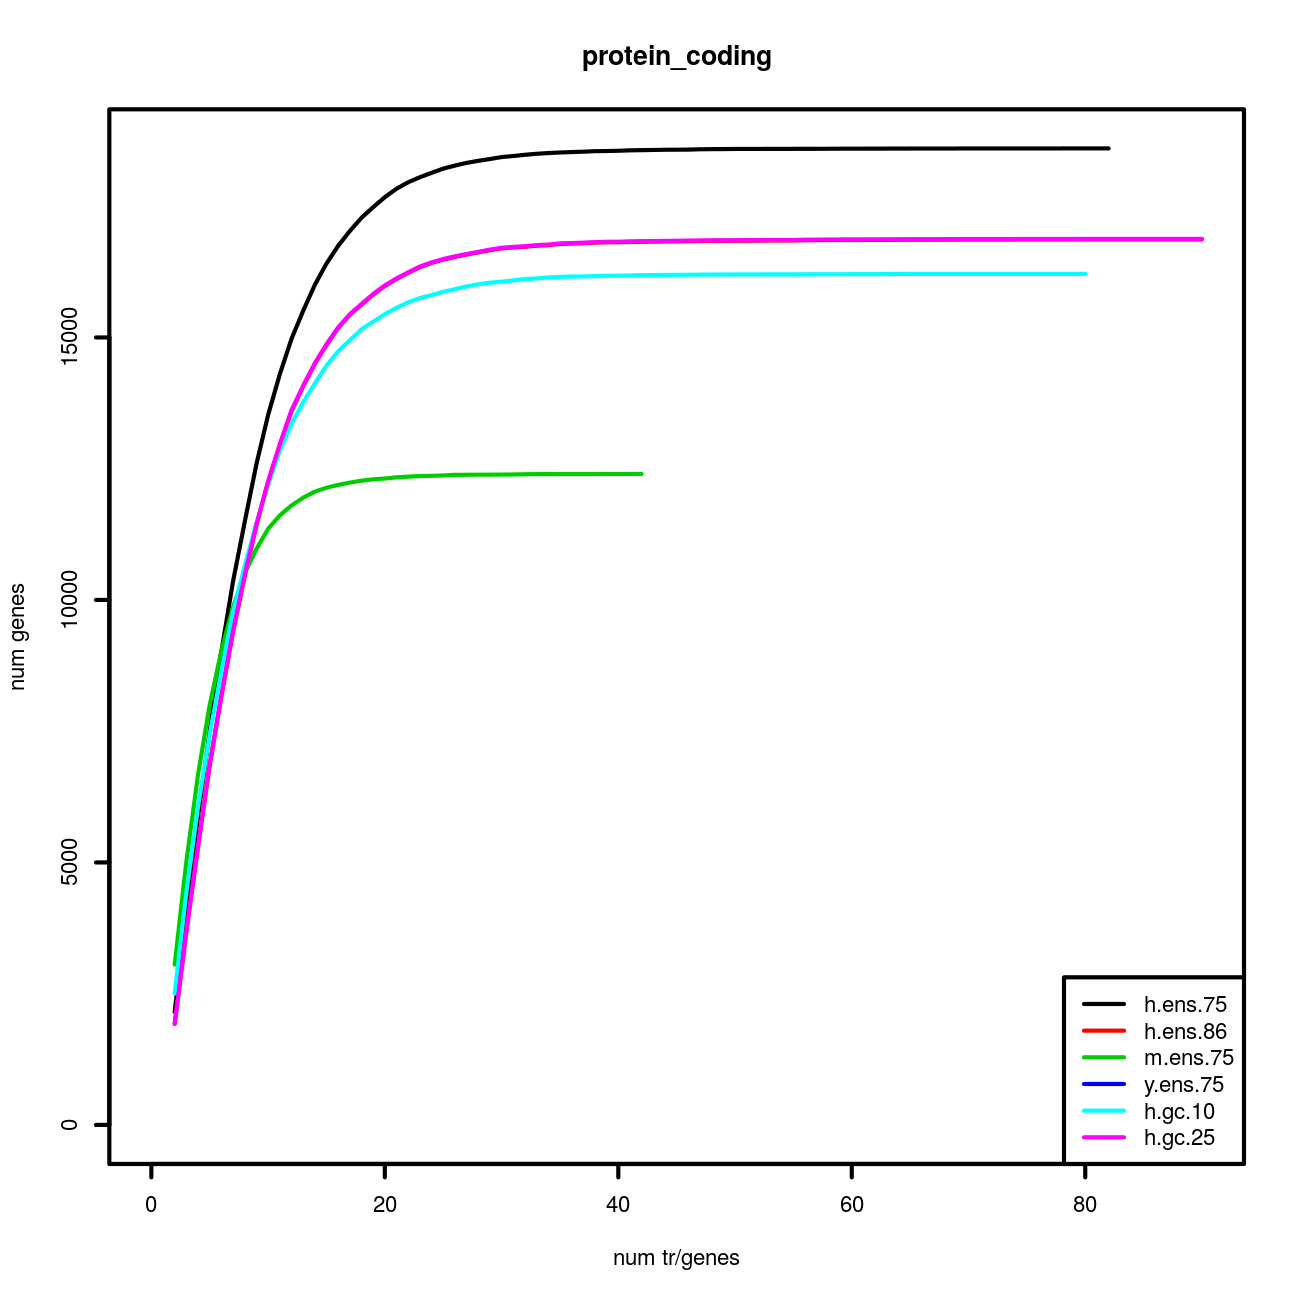 protein_coding
num genes
15000
10000
5000
0
0 20 40 60 80
num tr/genes
h.ens.75
h.ens.86
m.ens.75
y.ens.75
h.gc.10
h.gc.25